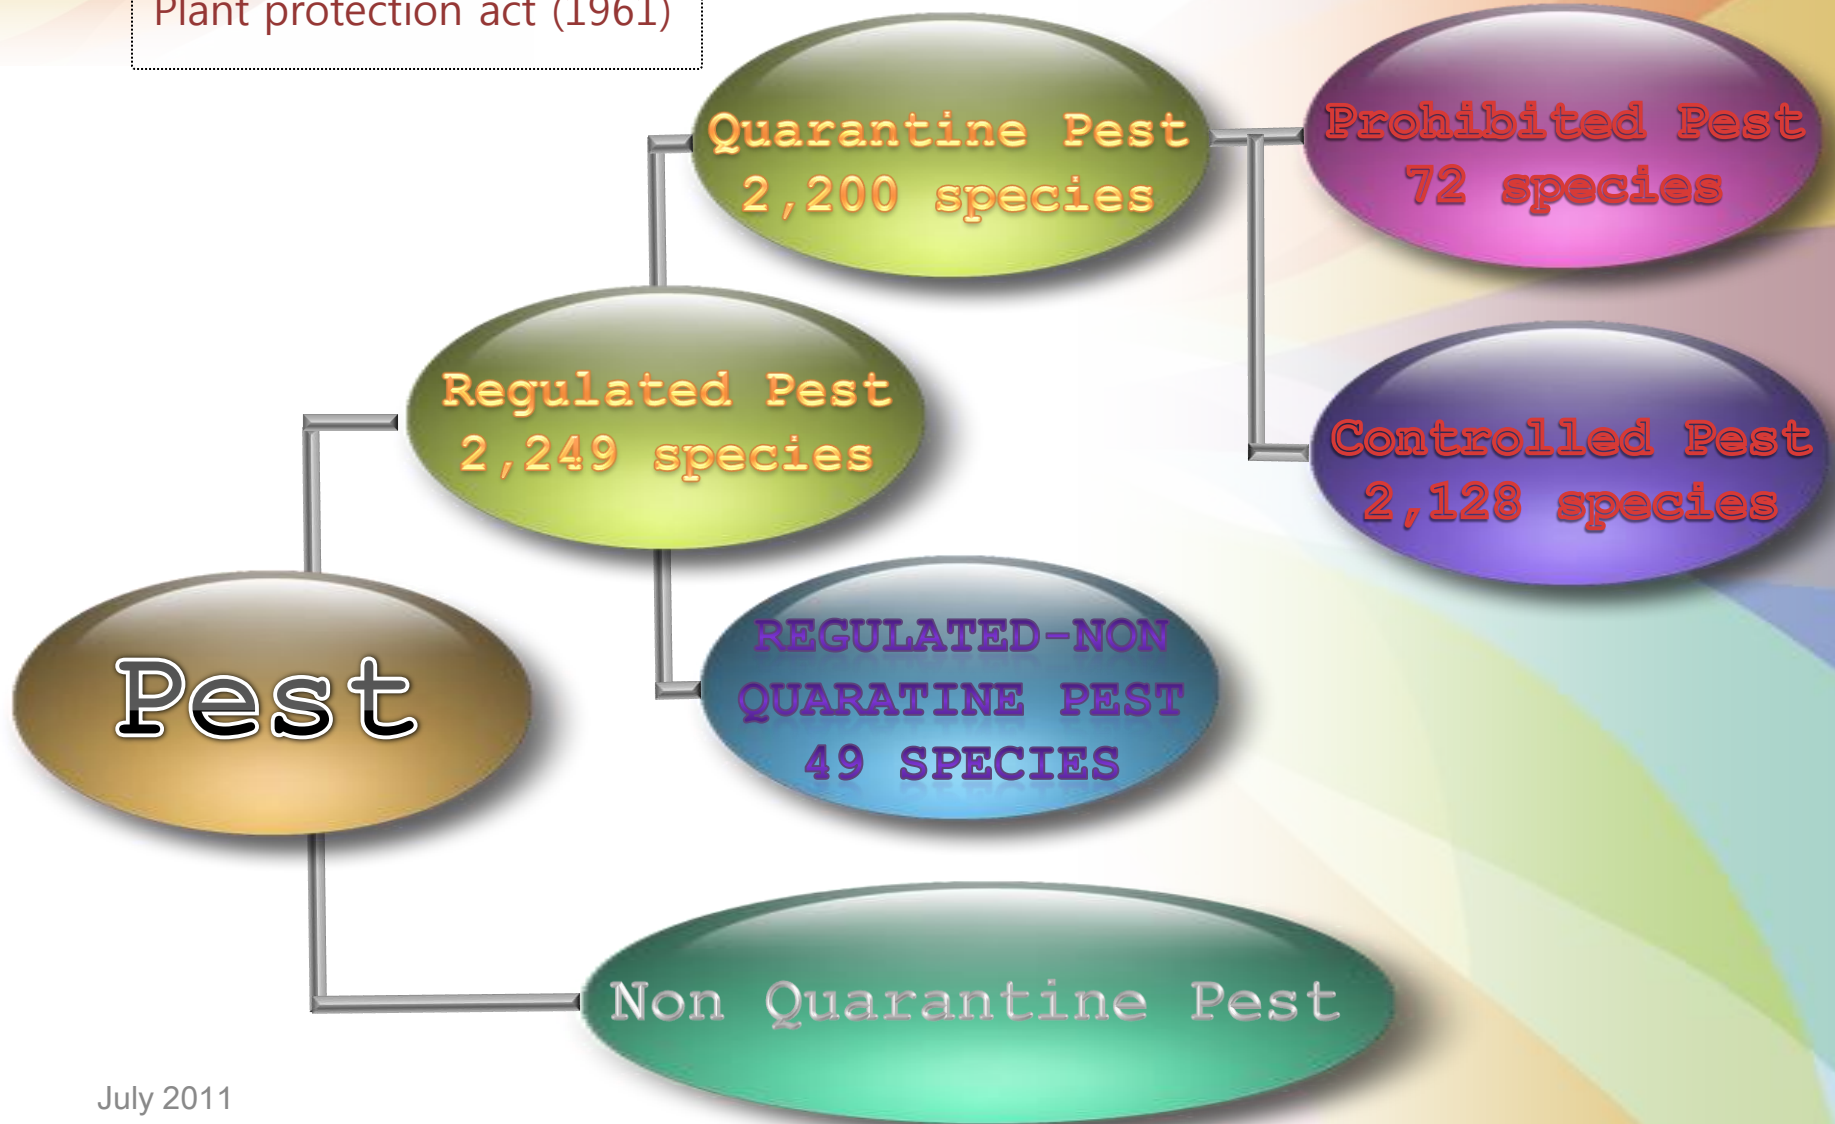 Plant protection act (1961)
Quarantine Pest
2,200 species
Prohibited Pest
72 species
Regulated Pest
2,249 species
Controlled Pest
2,128 species
REGULATED-NON
QUARATINE PEST
49 SPECIES
Pest
Non Quarantine Pest
July 2011